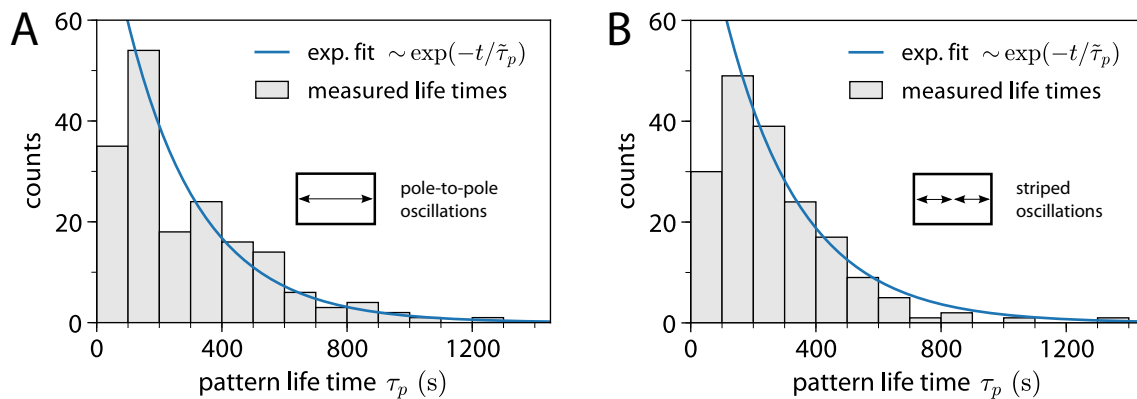 A
60
40
20
0
counts
exp. fit ∼ exp(−t/τ̃ₚ)
measured life times
pole-to-pole
oscillations
0
400
800
1200
pattern life time τₚ (s)
B
60
40
20
0
counts
exp. fit ∼ exp(−t/τ̃ₚ)
measured life times
striped
oscillations
0
400
800
1200
pattern life time τₚ (s)